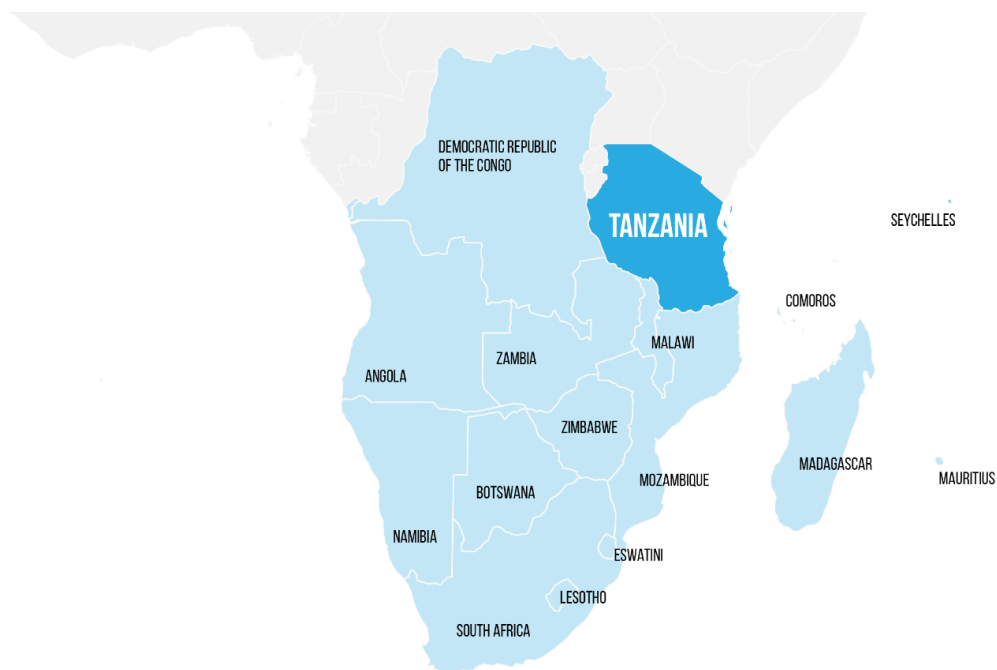 DEMOCRATIC REPUBLIC
OF THE CONGO
TANZANIA
SEYCHELLES
COMOROS
MALAWI
ZAMBIA
ANGOLA
ZIMBABWE
MADAGASCAR
MOZAMBIQUE
MAURITIUS
BOTSWANA
NAMIBIA
ESWATINI
LESOTHO
SOUTH AFRICA